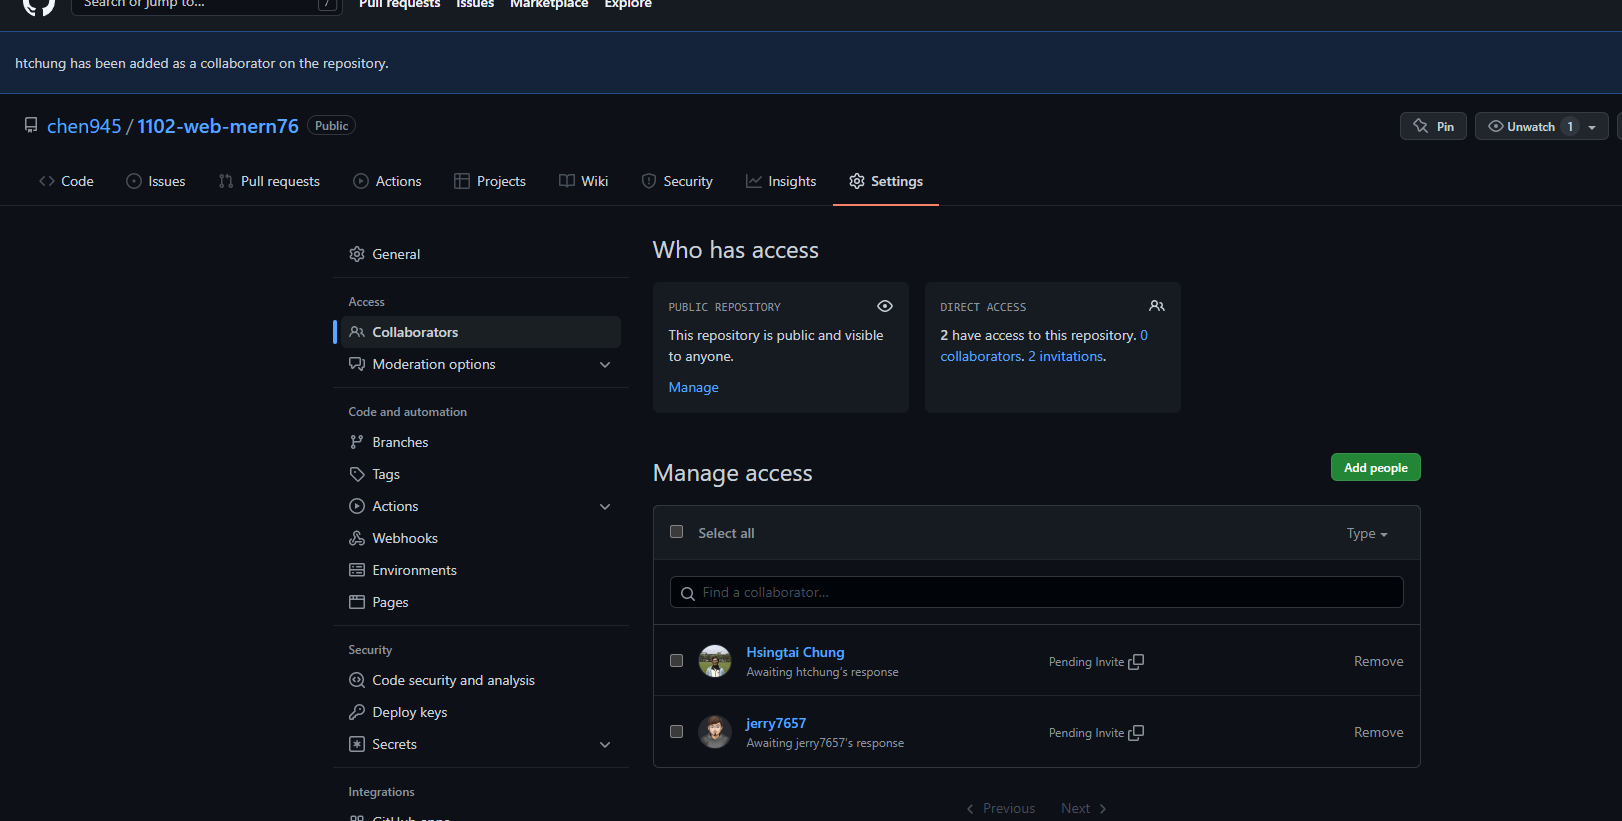 Search or jump to...
/
Pull requests
Issues
Marketplace
Explore
htchung has been added as a collaborator on the repository.
chen945 / 1102-web-mern76
Public
Pin
Unwatch 1
Code
Issues
Pull requests
Actions
Projects
Wiki
Security
Insights
Settings
General
Access
Collaborators
Moderation options
Code and automation
Branches
Tags
Actions
Webhooks
Environments
Pages
Security
Code security and analysis
Deploy keys
Secrets
Integrations
GitHub apps
Who has access
PUBLIC REPOSITORY
This repository is public and visible
to anyone.
Manage
DIRECT ACCESS
2 have access to this repository. 0
collaborators. 2 invitations.
Manage access
Add people
Select all
Type
Find a collaborator...
Hsingtai Chung
Awaiting htchung's response
Pending Invite
Remove
jerry7657
Awaiting jerry7657's response
Pending Invite
Remove
Previous
Next